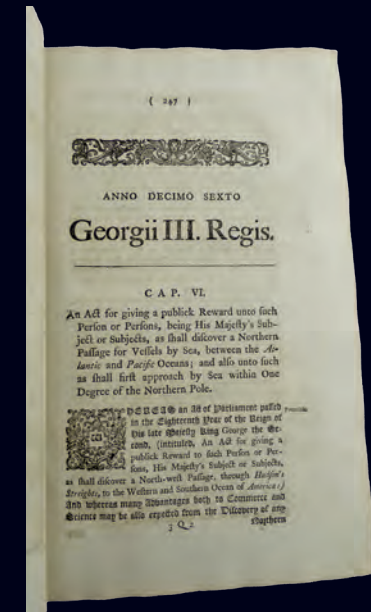 ( 247 )
ANNO DECIMO SEXTO
Georgii III. Regis.
CAP. VI.
An Act for giving a publick Reward unto such
Person or Persons, being His Majesty's Sub-
ject or Subjects, as shall discover a Northern
Passage for Vessels by Sea, between the At-
lantic and Pacific Oceans; and also unto such
as shall first approach by Sea within One
Degree of the Northern Pole.
WHEREAS an Act of Parliament passed
in the Eighteenth Year of the Reign of
His late Majesty King George the Se-
cond, (intituled, An Act for giving a
publick Reward to such Person or Per-
sons, His Majesty's Subject or Subjects,
as shall discover a North-west Passage, through Hudson's
Streights, to the Western and Southern Ocean of America:)
And whereas many Advantages both to Commerce and
Science may be also expected from the Discovery of any
3 Q 2
Northern